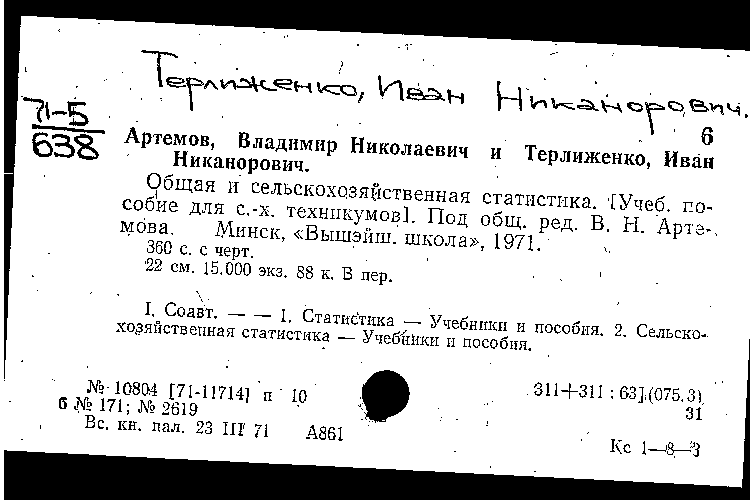 Терлиженко, Иван Никанорович.
71-5
638
6
Артемов, Владимир Николаевич и Терлиженко, Иван
Никанорович.
Общая и сельскохозяйственная статистика. [Учеб. по-
собие для с.-х. техникумов]. Под общ. ред. В. Н. Арте-
мова. Минск, «Вышэйш. школа», 1971.
360 с. с черт.
22 см. 15.000 экз. 88 к. В пер.
I. Соавт. — — 1. Статистика — Учебники и пособия. 2. Сельско-
хозяйственная статистика — Учебники и пособия.
№ 10804 [71-11714] п 10
311+311 : 63](075.3)
б № 171; № 2619
31
Вс. кн. пал. 23 III 71 А861
Кс 1—8—3